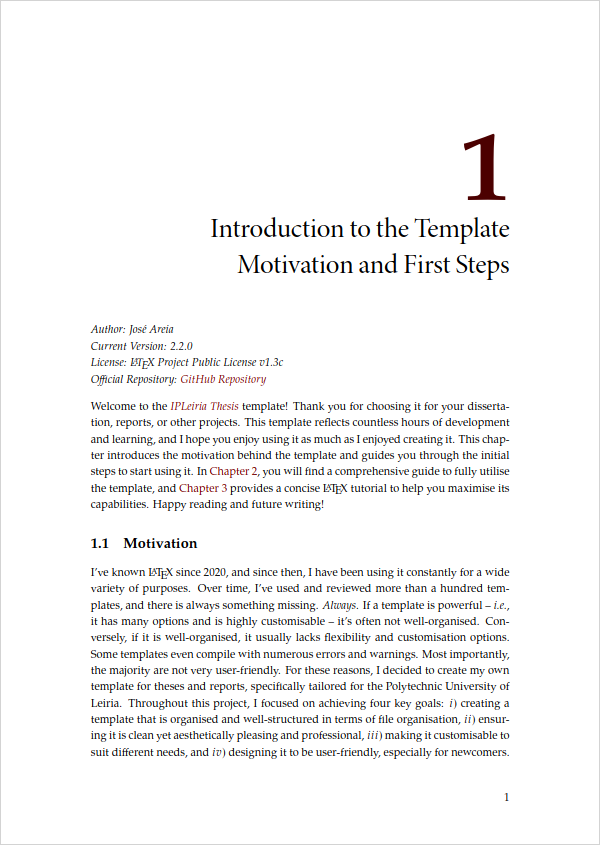 1
Introduction to the Template
Motivation and First Steps
Author: José Areia
Current Version: 2.2.0
License: LATEX Project Public License v1.3c
Official Repository: GitHub Repository
Welcome to the IPLeiria Thesis template! Thank you for choosing it for your disserta-
tion, reports, or other projects. This template reflects countless hours of development
and learning, and I hope you enjoy using it as much as I enjoyed creating it. This chap-
ter introduces the motivation behind the template and guides you through the initial
steps to start using it. In Chapter 2, you will find a comprehensive guide to fully utilise
the template, and Chapter 3 provides a concise LATEX tutorial to help you maximise its
capabilities. Happy reading and future writing!
1.1 Motivation
I've known LATEX since 2020, and since then, I have been using it constantly for a wide
variety of purposes. Over time, I've used and reviewed more than a hundred tem-
plates, and there is always something missing. Always. If a template is powerful – i.e.,
it has many options and is highly customisable – it's often not well-organised. Con-
versely, if it is well-organised, it usually lacks flexibility and customisation options.
Some templates even compile with numerous errors and warnings. Most importantly,
the majority are not very user-friendly. For these reasons, I decided to create my own
template for theses and reports, specifically tailored for the Polytechnic University of
Leiria. Throughout this project, I focused on achieving four key goals: i) creating a
template that is organised and well-structured in terms of file organisation, ii) ensur-
ing it is clean yet aesthetically pleasing and professional, iii) making it customisable to
suit different needs, and iv) designing it to be user-friendly, especially for newcomers.
1